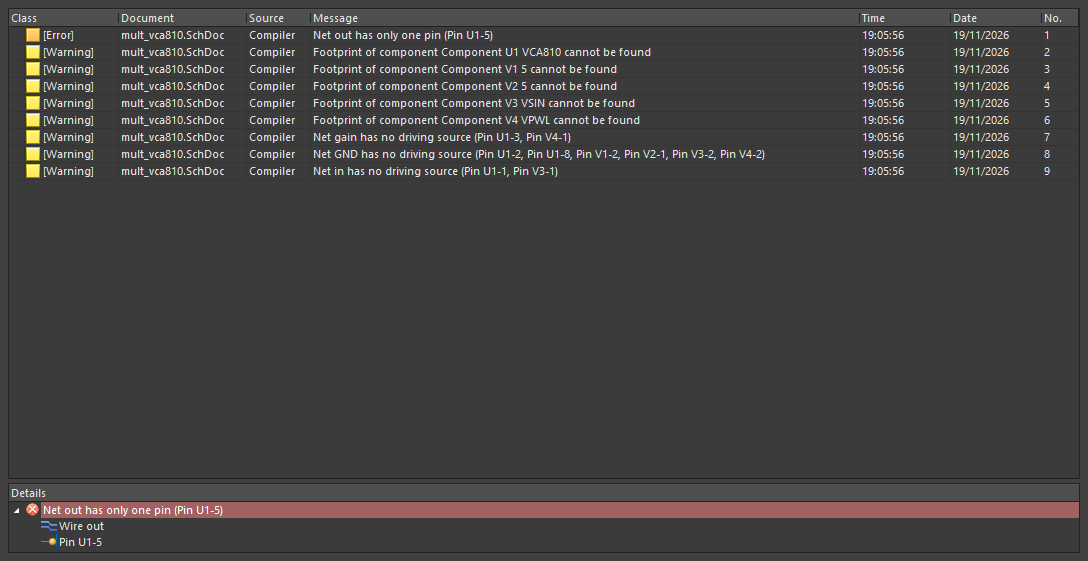 Class Document Source Message Time Date No.
[Error] mult_vca810.SchDoc Compiler Net out has only one pin (Pin U1-5) 19:05:56 19/11/2026 1
[Warning] mult_vca810.SchDoc Compiler Footprint of component Component U1 VCA810 cannot be found 19:05:56 19/11/2026 2
[Warning] mult_vca810.SchDoc Compiler Footprint of component Component V1 5 cannot be found 19:05:56 19/11/2026 3
[Warning] mult_vca810.SchDoc Compiler Footprint of component Component V2 5 cannot be found 19:05:56 19/11/2026 4
[Warning] mult_vca810.SchDoc Compiler Footprint of component Component V3 VSIN cannot be found 19:05:56 19/11/2026 5
[Warning] mult_vca810.SchDoc Compiler Footprint of component Component V4 VPWL cannot be found 19:05:56 19/11/2026 6
[Warning] mult_vca810.SchDoc Compiler Net gain has no driving source (Pin U1-3, Pin V4-1) 19:05:56 19/11/2026 7
[Warning] mult_vca810.SchDoc Compiler Net GND has no driving source (Pin U1-2, Pin U1-8, Pin V1-2, Pin V2-1, Pin V3-2, Pin V4-2) 19:05:56 19/11/2026 8
[Warning] mult_vca810.SchDoc Compiler Net in has no driving source (Pin U1-1, Pin V3-1) 19:05:56 19/11/2026 9
Details
Net out has only one pin (Pin U1-5)
Wire out
Pin U1-5